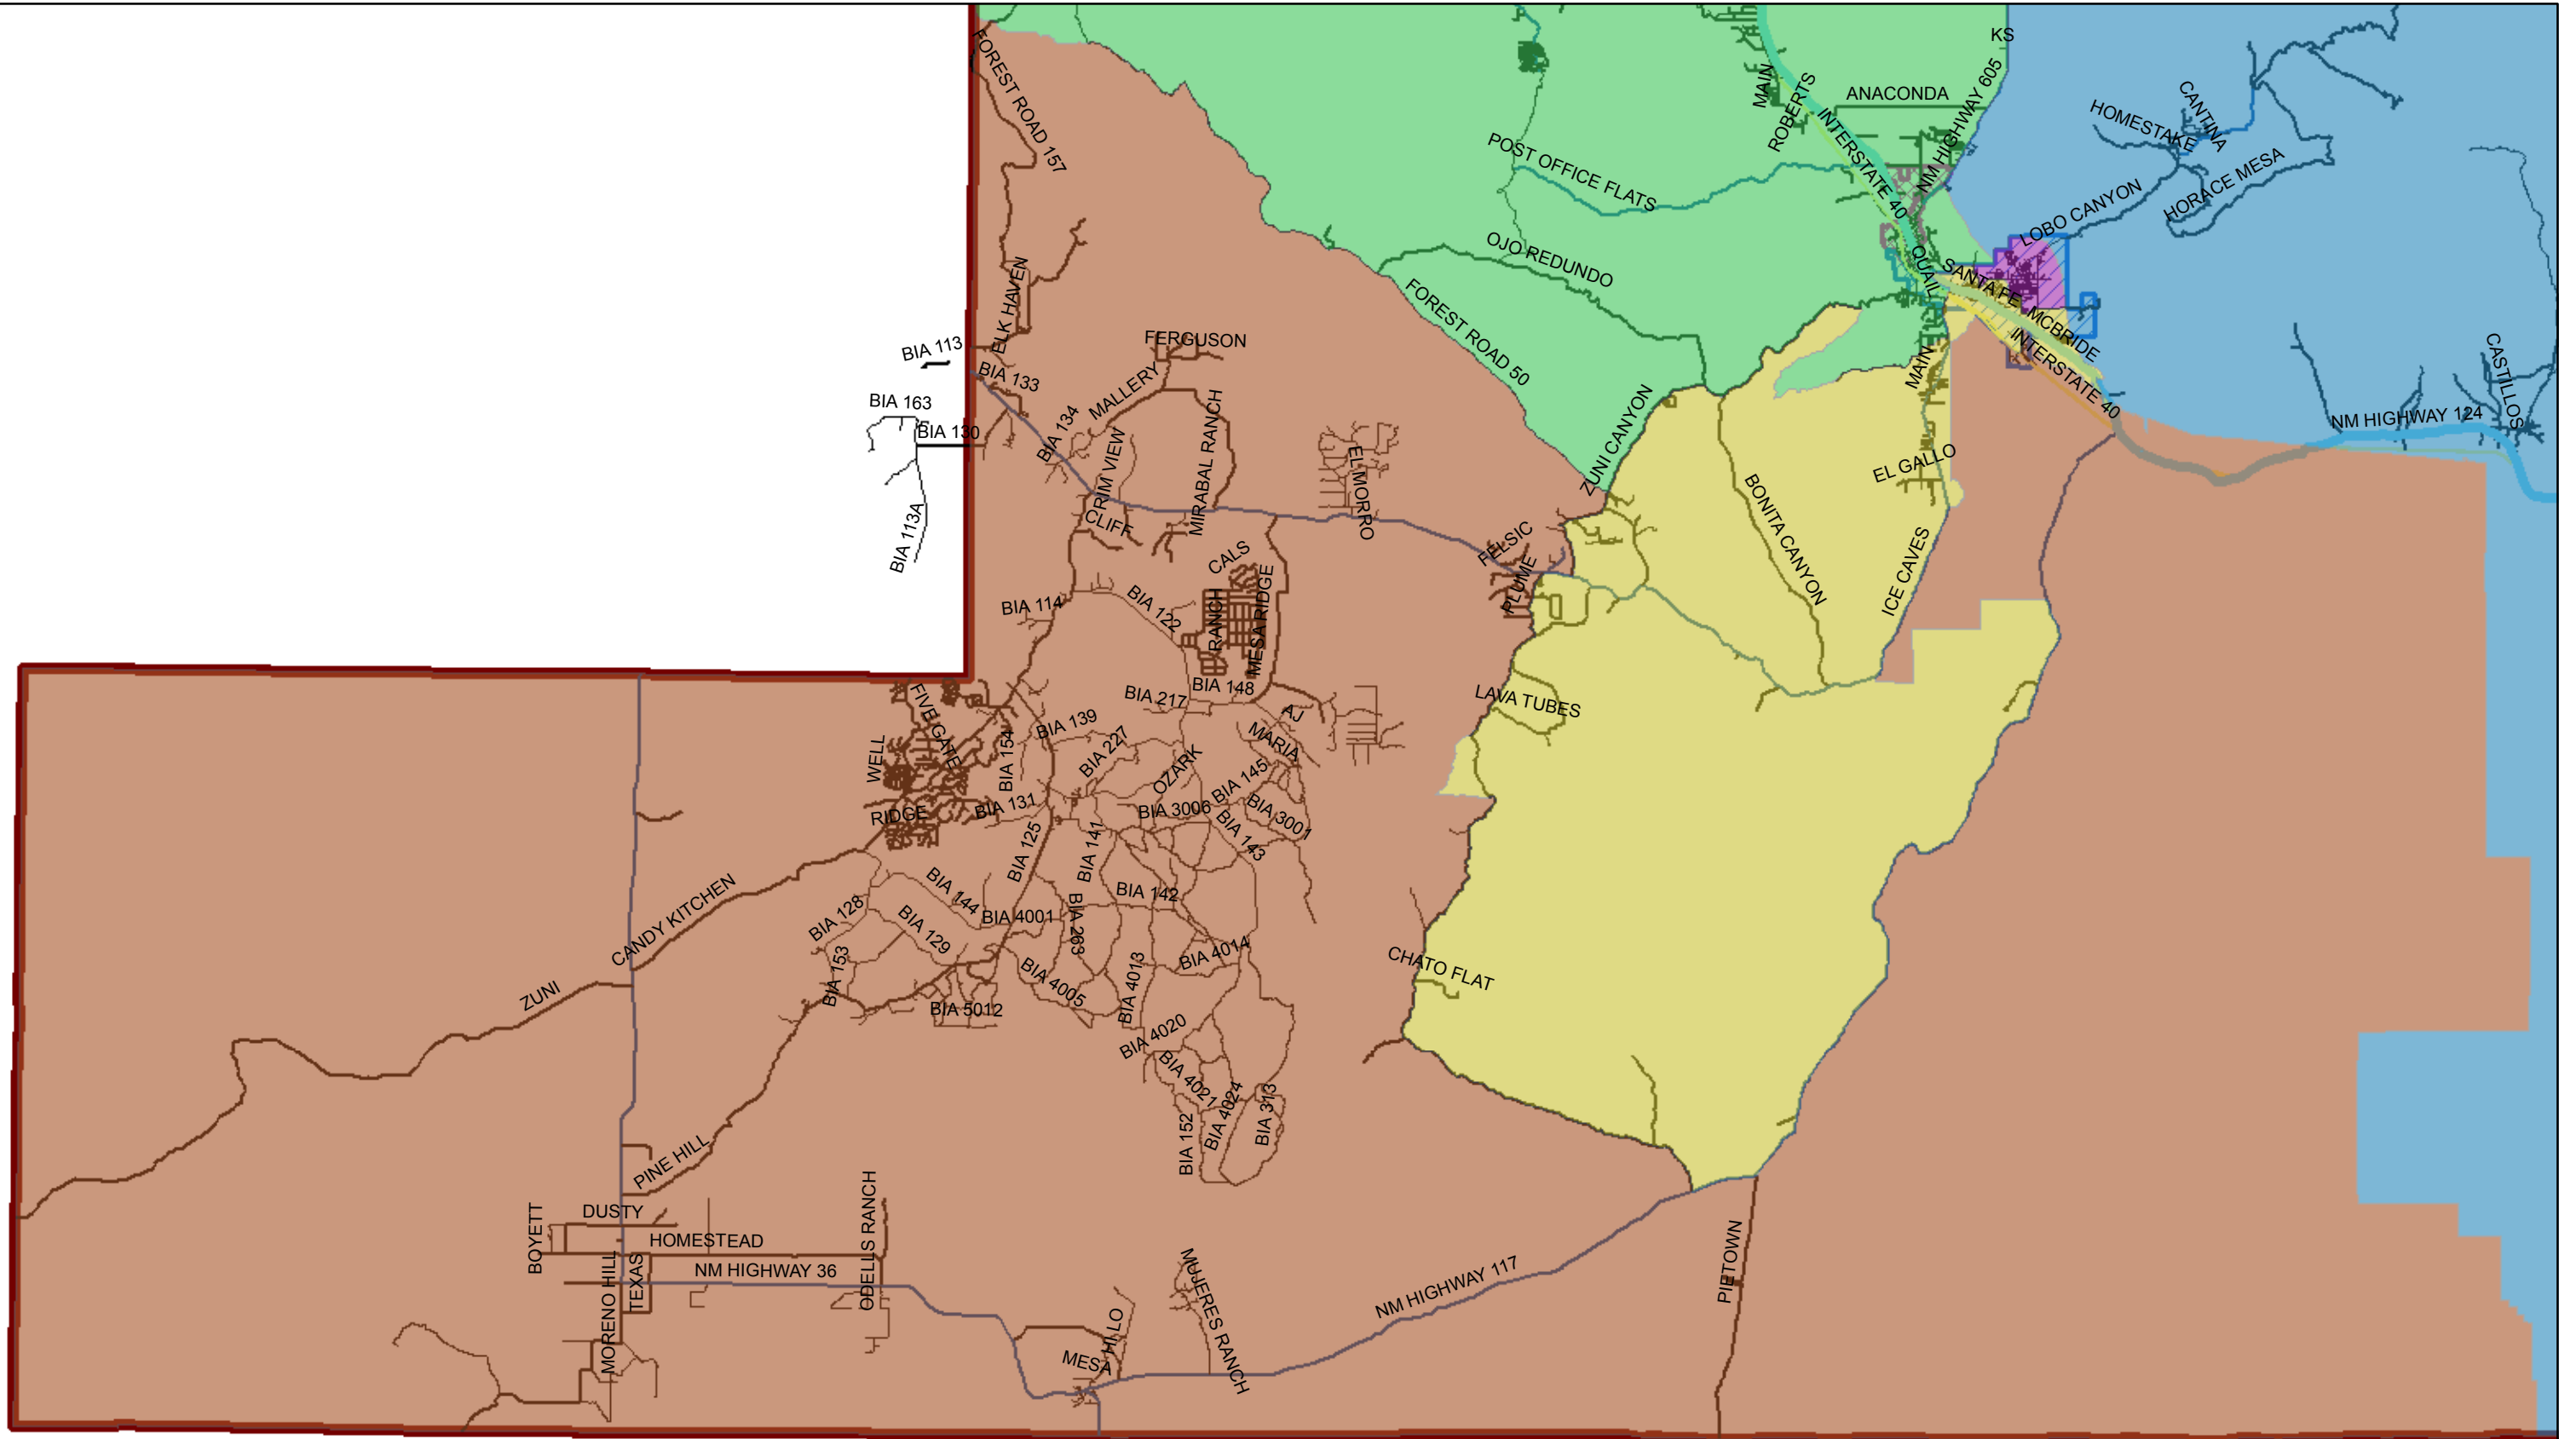 KS
FOREST ROAD 157
MAIN
ROBERTS
ANACONDA
NM HIGHWAY 605
INTERSTATE 40
HOMESTAKE
CANTINA
HORACE MESA
LOBO CANYON
POST OFFICE FLATS
OJO REDUNDO
QUAIL
SANTA FE
MCBRIDE
INTERSTATE 40
FOREST ROAD 50
ELK HAVEN
BIA 113
BIA 133
FERGUSON
MALLERY
BIA 163
BIA 130
BIA 134
RIM VIEW
MIRABAL RANCH
CLIFF
EL MORRO
ZUNI CANYON
MAIN
CASTILLOS
NM HIGHWAY 124
EL GALLO
BONITA CANYON
ICE CAVES
BIA 113A
FELSIC
PLUME
CALS
RANCH
MESA RIDGE
BIA 114
BIA 122
BIA 148
BIA 217
AJ
MARIA
LAVA TUBES
FIVE GATE
WELL
BIA 154
BIA 139
BIA 227
OZARK
BIA 145
BIA 3001
BIA 3006
BIA 143
RIDGE
BIA 131
BIA 125
BIA 141
BIA 142
BIA 144
BIA 4001
BIA 263
BIA 128
BIA 129
BIA 153
BIA 4014
BIA 4013
BIA 4005
BIA 5012
CANDY KITCHEN
ZUNI
CHATO FLAT
BIA 4020
BIA 4021
BIA 4024
BIA 313
BIA 152
PINE HILL
DUSTY
BOYETT
HOMESTEAD
ODELLS RANCH
NM HIGHWAY 36
TEXAS
MORENO HILL
MUJERES RANCH
HILO
MESA
NM HIGHWAY 117
PIETOWN